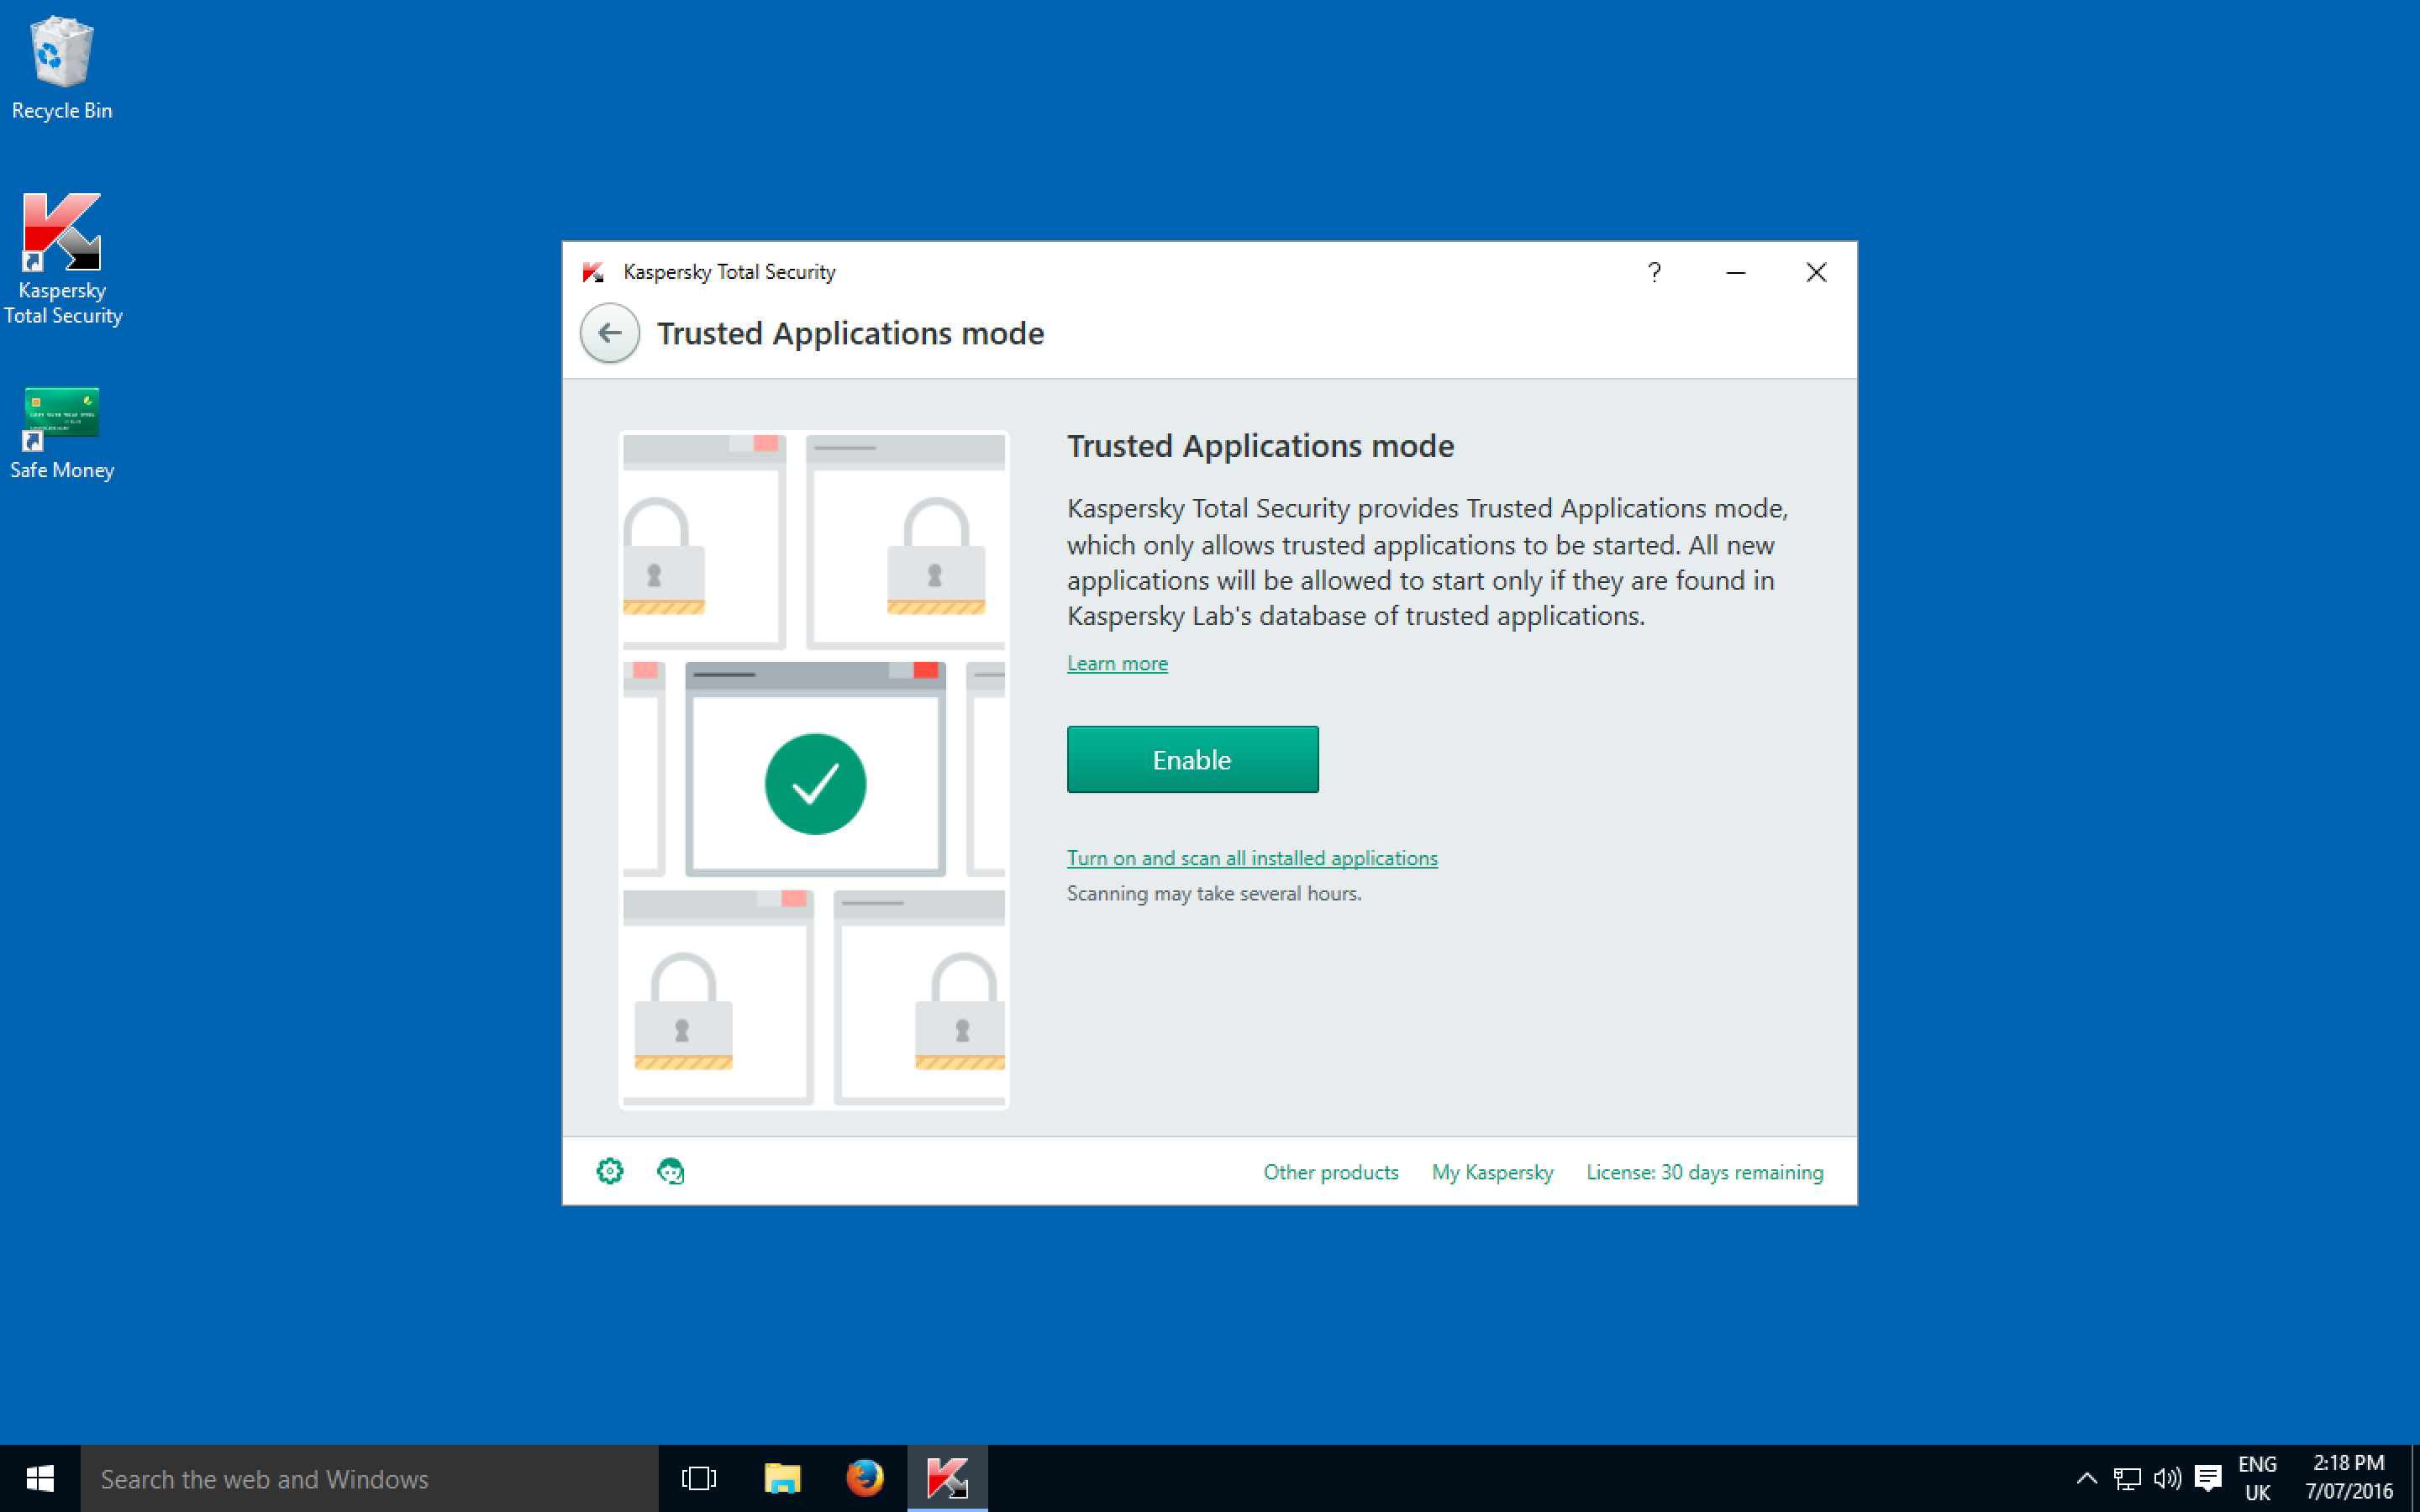 Recycle Bin
Kaspersky
Total Security
Safe Money
Kaspersky Total Security
?
Trusted Applications mode
Trusted Applications mode
Kaspersky Total Security provides Trusted Applications mode,
which only allows trusted applications to be started. All new
applications will be allowed to start only if they are found in
Kaspersky Lab's database of trusted applications.
Learn more
Enable
Turn on and scan all installed applications
Scanning may take several hours.
Other products My Kaspersky License: 30 days remaining
Search the web and Windows
ENG
UK
2:18 PM
7/07/2016